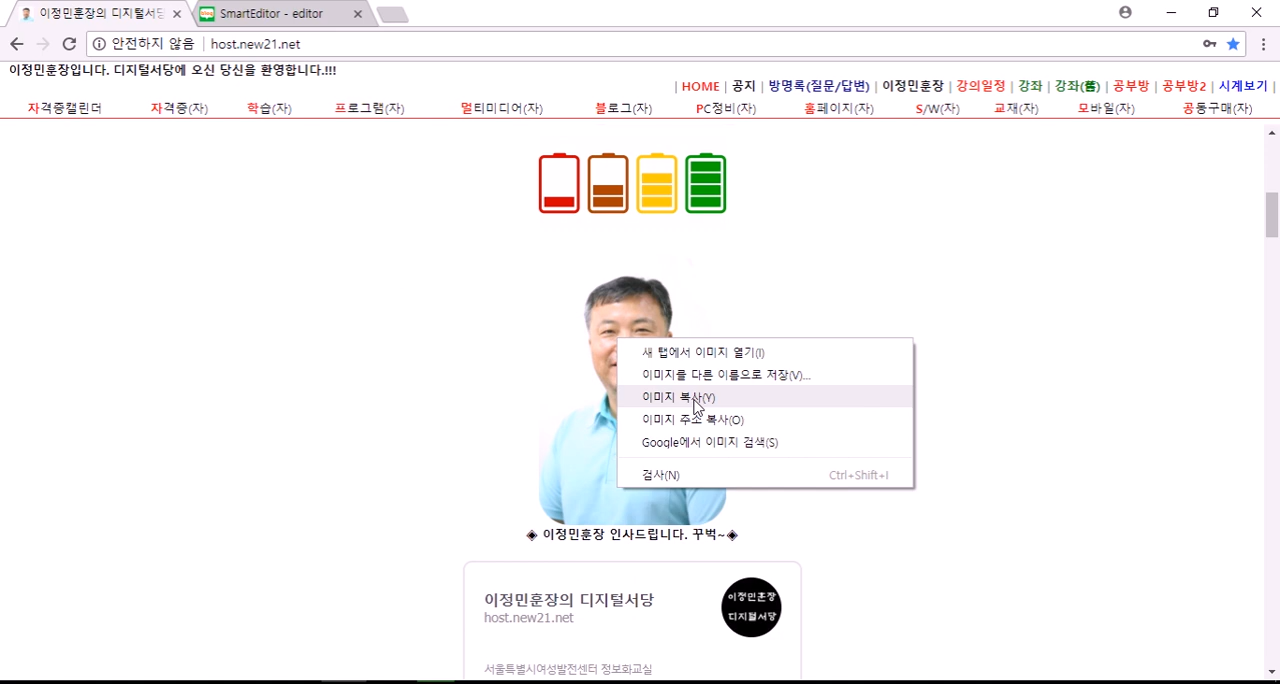 이정민훈장의 디지털서당
SmartEditor - editor
안전하지 않음 | host.new21.net
이정민훈장입니다. 디지털서당에 오신 당신을 환영합니다.!!!
| HOME | 공지 | 방명록(질문/답변) | 이정민훈장 | 강의일정 | 강좌 | 강좌(舊) | 공부방 | 공부방2 | 시계보기 |
자격증캘린더 자격증(자) 학습(자) 프로그램(자) 멀티미디어(자) 블로그(자) PC정비(자) 홈페이지(자) S/W(자) 교재(자) 모바일(자) 공동구매(자)
새 탭에서 이미지 열기(I)
이미지을 다른 이름으로 저장(V)...
이미지 복사(Y)
이미지 주소 복사(O)
Google에서 이미지 검색(S)
검사(N) Ctrl+Shift+I
◈ 이정민훈장 인사드립니다. 꾸벅~◈
이정민훈장의 디지털서당
host.new21.net
이정민훈장
디지털서당
서울특별시여성발전센터 정보화교실